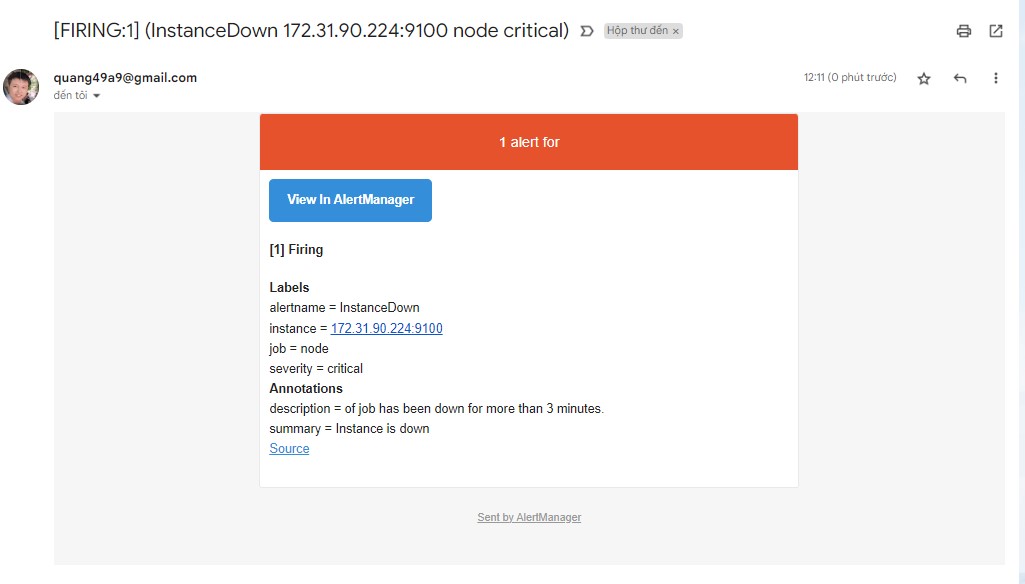 [FIRING:1] (InstanceDown 172.31.90.224:9100 node critical)
Hộp thư đến ×
quang49a9@gmail.com
12:11 (0 phút trước)
đến tôi
1 alert for
View In AlertManager
[1] Firing
Labels
alertname = InstanceDown
instance = 172.31.90.224:9100
job = node
severity = critical
Annotations
description = of job has been down for more than 3 minutes.
summary = Instance is down
Source
Sent by AlertManager